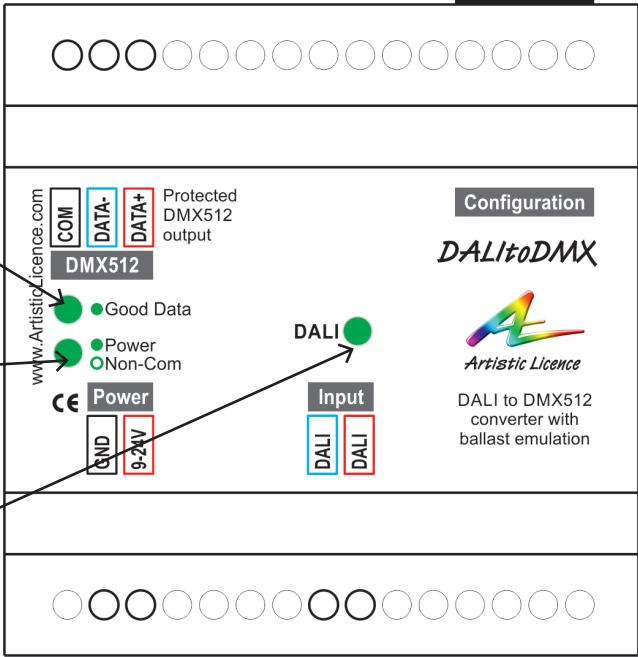 www.ArtisticLicence.com
COM
DATA-
DATA+
Protected
DMX512
output
DMX512
Good Data
Power
Non-Com
CE
Power
GND
9-24V
DALI
Input
DALI
DALI
Configuration
DALItoDMX
Artistic Licence
DALI to DMX512
converter with
ballast emulation